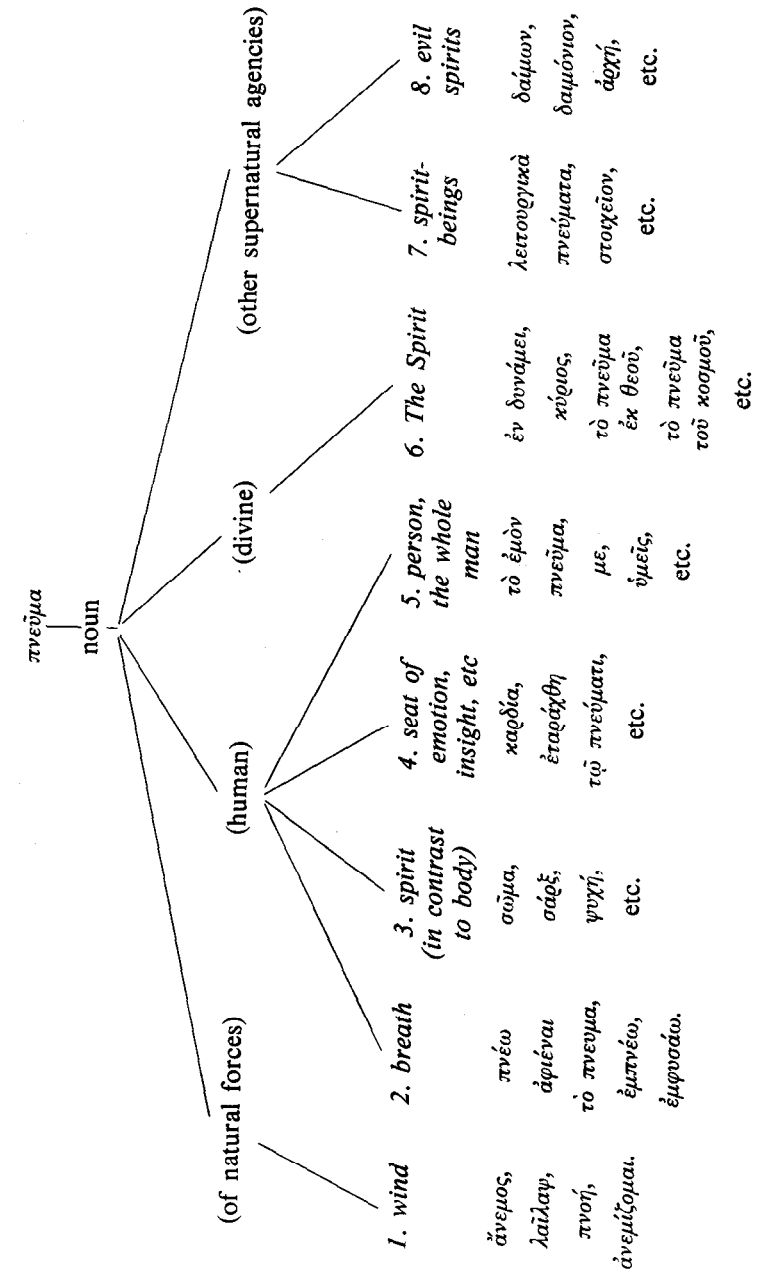 πνεῦμα
noun
(of natural forces)
(human)
(divine)
(other supernatural agencies)
1. wind
ἄνεμος,
λαῖλαψ,
πνοή,
ἀνεμίζομαι.
2. breath
πνέω
ἀφιέναι
τὸ πνευμα,
ἐμπνέω,
ἐμφυσάω.
3. spirit
(in contrast
to body)
σῶμα,
σάρξ,
ψυχή,
etc.
4. seat of
emotion,
insight, etc
καρδία,
ἐταράχθη
τῷ πνεύματι,
etc.
5. person,
the whole
man
τὸ ἐμὸν
πνεῦμα,
με,
ὑμεῖς,
etc.
6. The Spirit
ἐν δυνάμει,
κύριος,
τὸ πνεῦμα
ἐκ θεοῦ,
τὸ πνεῦμα
τοῦ κοσμοῦ,
etc.
7. spirit-
beings
λειτουργικὰ
πνεύματα,
στοιχεῖον,
etc.
8. evil
spirits
δαίμων,
δαιμόνιον,
ἀρχή,
etc.